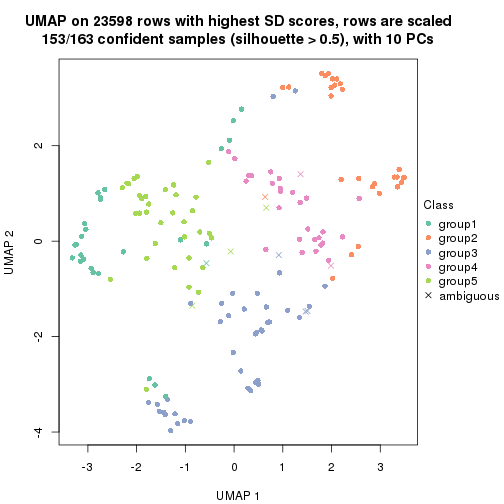 UMAP on 23598 rows with highest SD scores, rows are scaled
153/163 confident samples (silhouette > 0.5), with 10 PCs
UMAP 2
2
0
-2
-4
-3
-2
-1
0
1
2
3
UMAP 1
Class
group1
group2
group3
group4
group5
ambiguous